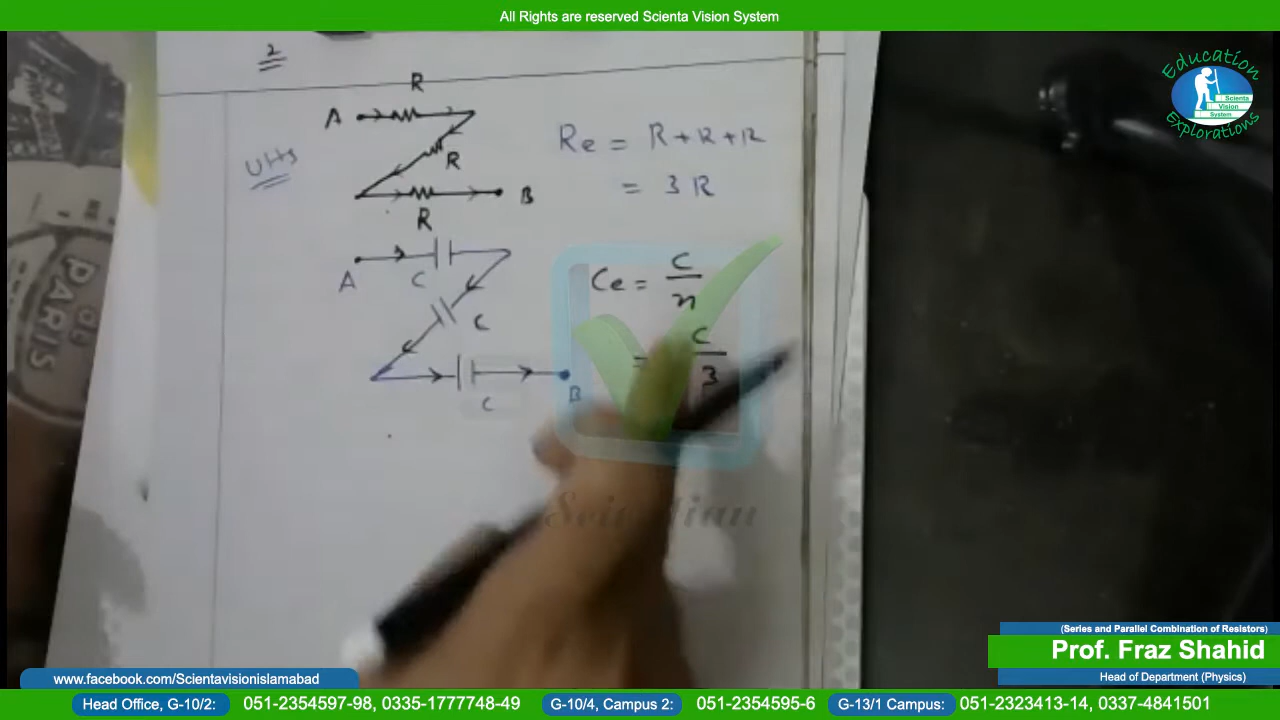 All Rights are reserved Scienta Vision System
Education
Scienta
Vision
System
Explorations
2
UHS
R
A
R
B
R
Re = R+R+R
= 3R
A
C
C
B
C
Ce = C/n
= C/3
de
PARIS
(Series and Parallel Combination of Resistors)
Prof. Fraz Shahid
Head of Department (Physics)
www.facebook.com/Scientavisionislamabad
Head Office, G-10/2: 051-2354597-98, 0335-1777748-49 G-10/4, Campus 2: 051-2354595-6 G-13/1 Campus: 051-2323413-14, 0337-4841501